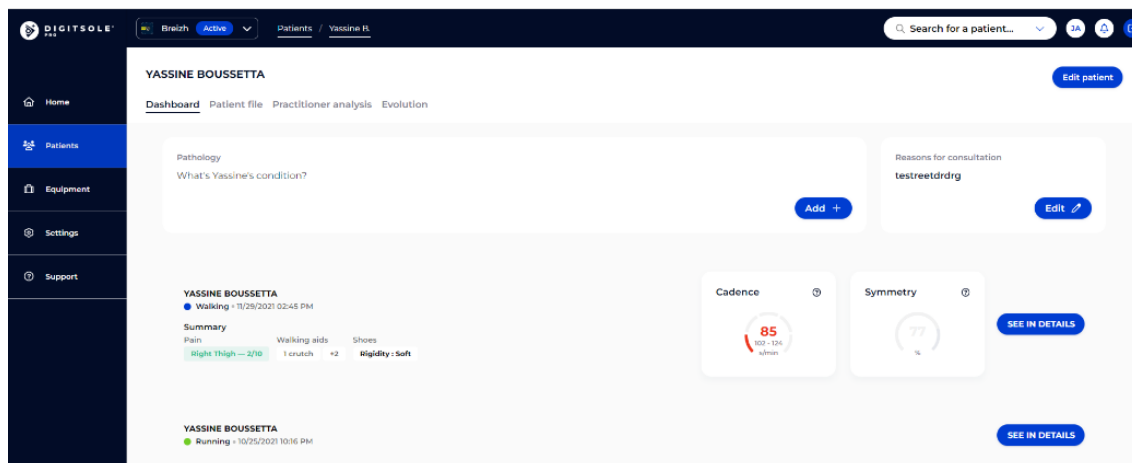 DIGITSOLE®
PRO
Breizh Active
Patients / Yassine B.
Search for a patient...
JA
YASSINE BOUSSETTA
Edit patient
Dashboard Patient file Practitioner analysis Evolution
Home
Patients
Equipment
Settings
Support
Pathology
What's Yassine's condition?
Add +
Reasons for consultation
testreetdrdrg
Edit
YASSINE BOUSSETTA
Walking - 11/29/2021 02:45 PM
Summary
Pain Walking aids Shoes
Right Thigh — 2/10 1 crutch +2 Rigidity : Soft
Cadence
85
102 - 124
s/min
Symmetry
77
%
SEE IN DETAILS
YASSINE BOUSSETTA
Running - 10/25/2021 10:16 PM
SEE IN DETAILS